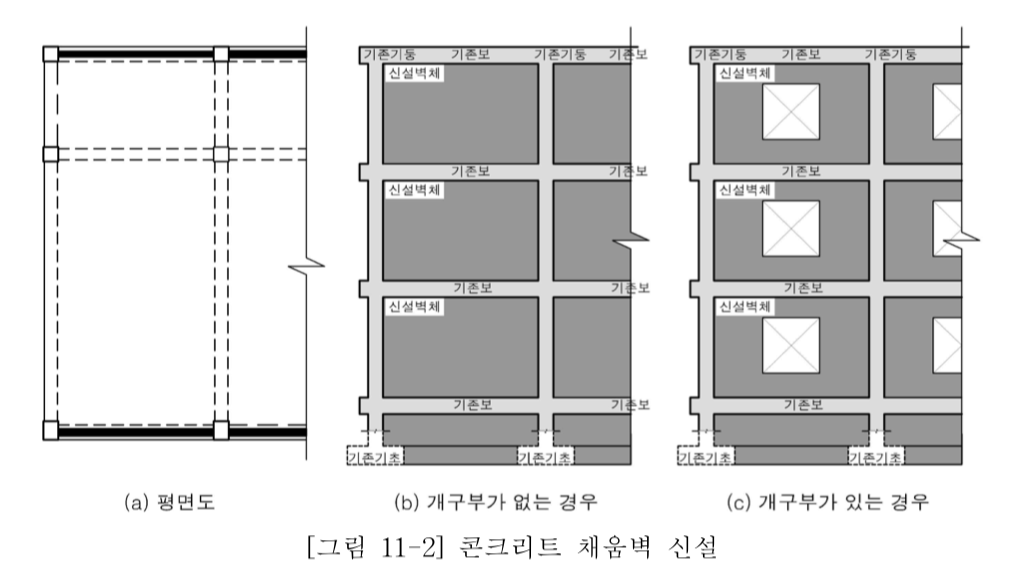 기존기둥 기존보 기존기둥 기존보
신설벽체
기존보 기존보
신설벽체
기존보 기존보
신설벽체
기존보 기존보
기존기초 기존기초
기존기둥 기존보 기존기둥
신설벽체
기존보
신설벽체
기존보
신설벽체
기존보
기존기초 기존기초
(a) 평면도
(b) 개구부가 없는 경우
(c) 개구부가 있는 경우
[그림 11-2] 콘크리트 채움벽 신설